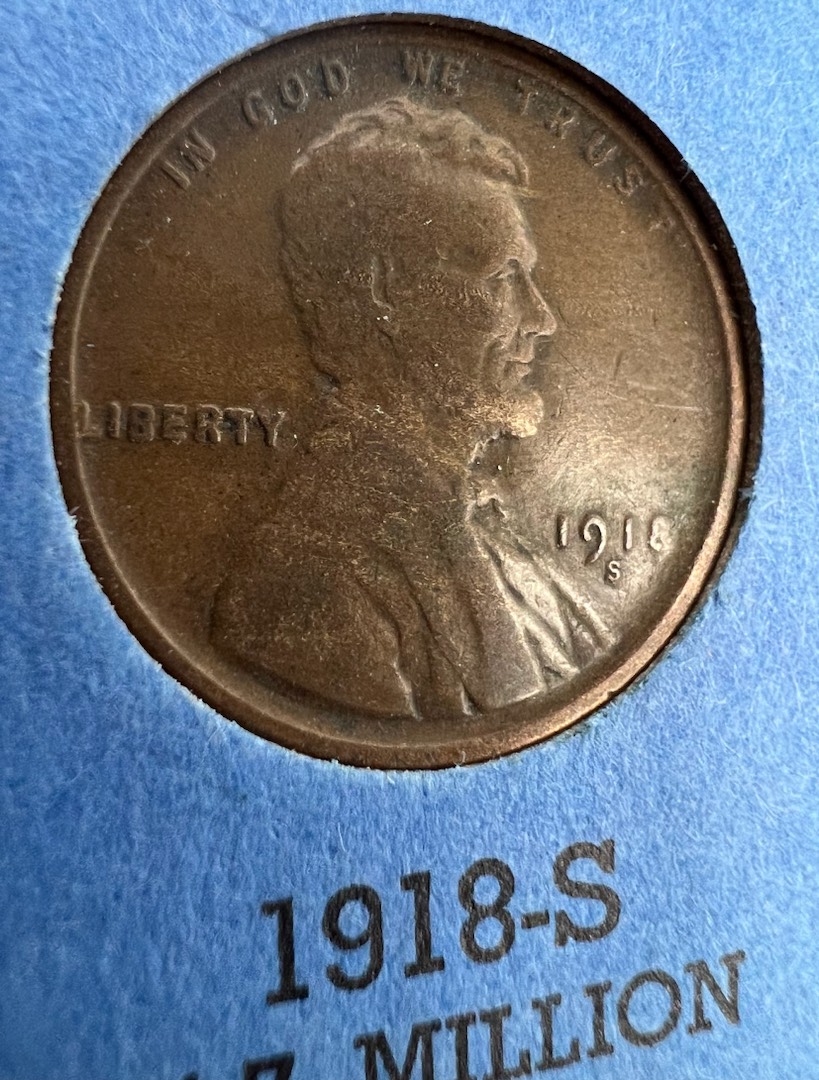 IN GOD WE TRUST
LIBERTY
1918
S
1918-S
MILLION